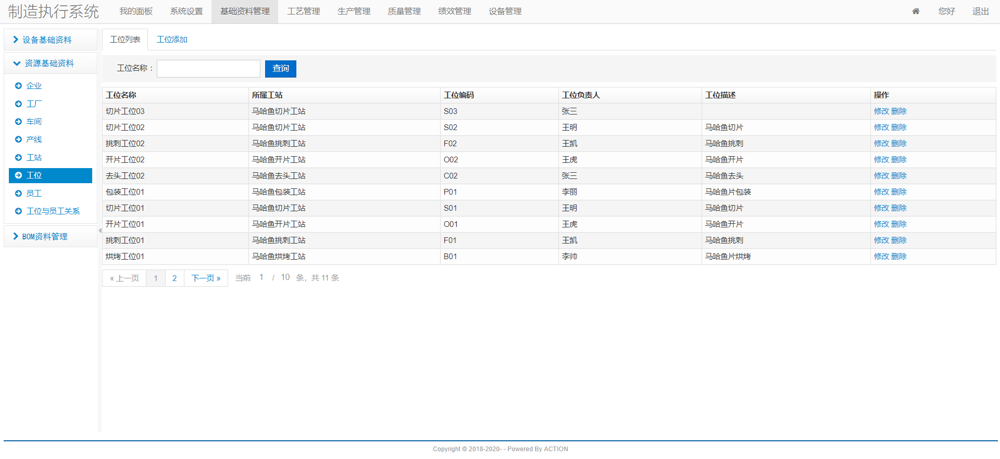 制造执行系统 我的面板 系统设置 基础资料管理 工艺管理 生产管理 质量管理 绩效管理 设备管理 您好 退出
设备基础资料
资源基础资料
企业
工厂
车间
产线
工站
工位
员工
工位与员工关系
BOM资料管理
工位列表 工位添加
工位名称： 查询
工位名称 所属工站 工位编码 工位负责人 工位描述 操作
切片工位03 马哈鱼切片工站 S03 张三 修改 删除
切片工位02 马哈鱼切片工站 S02 王明 马哈鱼切片 修改 删除
挑刺工位02 马哈鱼挑刺工站 F02 王凯 马哈鱼挑刺 修改 删除
开片工位02 马哈鱼开片工站 O02 王虎 马哈鱼开片 修改 删除
去头工位02 马哈鱼去头工站 C02 张三 马哈鱼去头 修改 删除
包装工位01 马哈鱼包装工站 P01 李丽 马哈鱼片包装 修改 删除
切片工位01 马哈鱼切片工站 S01 王明 马哈鱼切片 修改 删除
开片工位01 马哈鱼开片工站 O01 王虎 马哈鱼开片 修改 删除
挑刺工位01 马哈鱼挑刺工站 F01 王凯 马哈鱼挑刺 修改 删除
烘烤工位01 马哈鱼烘烤工站 B01 李帅 马哈鱼片烘烤 修改 删除
« 上一页 1 2 下一页 » 当前 1 / 10 条，共 11 条
Copyright © 2018-2020- - Powered By ACTION